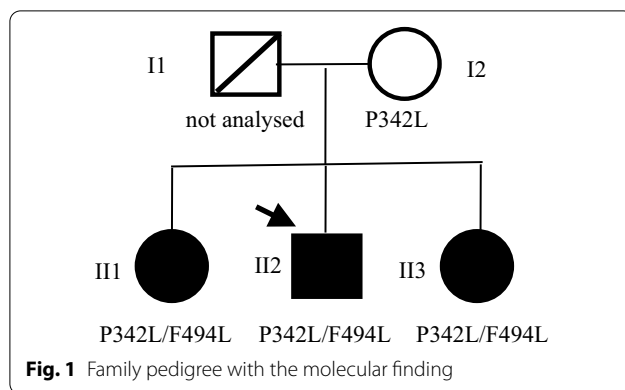 I1
I2
not analysed
P342L
II1
II2
II3
P342L/F494L
P342L/F494L
P342L/F494L
Fig. 1 Family pedigree with the molecular finding